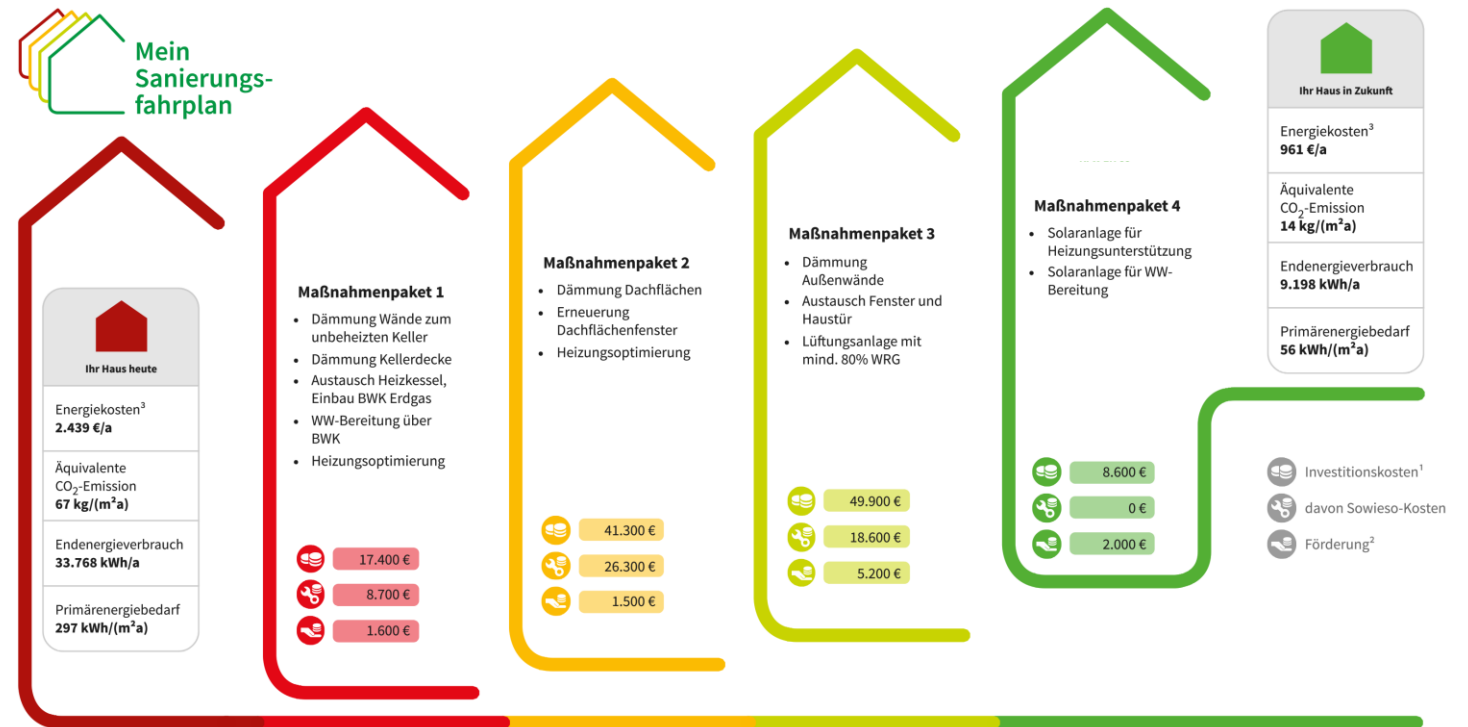 Mein
Sanierungs-
fahrplan
Ihr Haus heute
Energiekosten³
2.439 €/a
Äquivalente
CO₂-Emission
67 kg/(m²a)
Endenergieverbrauch
33.768 kWh/a
Primärenergiebedarf
297 kWh/(m²a)
Maßnahmenpaket 1
• Dämmung Wände zum
unbeheizten Keller
• Dämmung Kellerdecke
• Austausch Heizkessel,
Einbau BWK Erdgas
• WW-Bereitung über
BWK
• Heizungsoptimierung
17.400 €
8.700 €
1.600 €
Maßnahmenpaket 2
• Dämmung Dachflächen
• Erneuerung
Dachflächenfenster
• Heizungsoptimierung
41.300 €
26.300 €
1.500 €
Maßnahmenpaket 3
• Dämmung
Außenwände
• Austausch Fenster und
Haustür
• Lüftungsanlage mit
mind. 80% WRG
49.900 €
18.600 €
5.200 €
Maßnahmenpaket 4
• Solaranlage für
Heizungsunterstützung
• Solaranlage für WW-
Bereitung
8.600 €
0 €
2.000 €
Ihr Haus in Zukunft
Energiekosten³
961 €/a
Äquivalente
CO₂-Emission
14 kg/(m²a)
Endenergieverbrauch
9.198 kWh/a
Primärenergiebedarf
56 kWh/(m²a)
Investitionskosten¹
davon Sowieso-Kosten
Förderung²